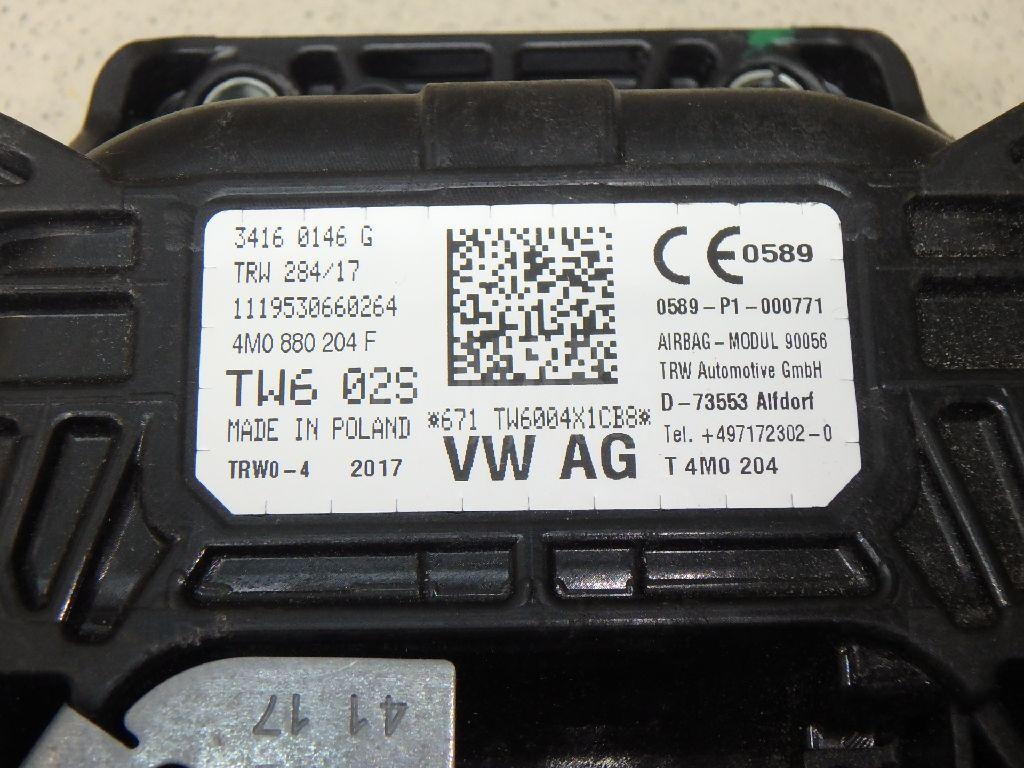 3416 0146 G
TRW 284/17
1119530660264
4M0 880 204 F
TW6 02S
MADE IN POLAND
TRW0-4 2017
*671 TW6004X1CB8*
VW AG
CE 0589
0589-P1-000771
AIRBAG-MODUL 90056
TRW Automotive GmbH
D-73553 Alfdorf
Tel. +497172302-0
T 4M0 204
41 17